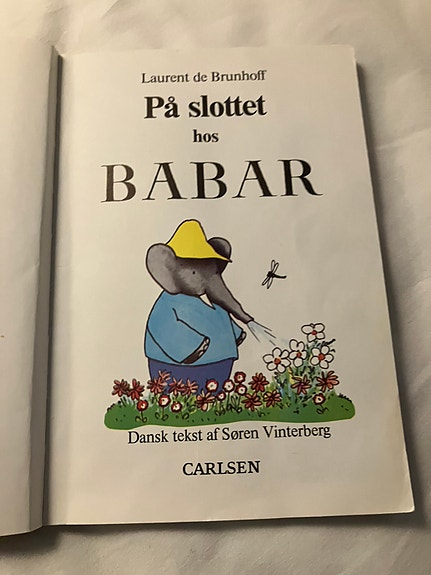 Laurent de Brunhoff
På slottet
hos
BABAR
Dansk tekst af Søren Vinterberg
CARLSEN